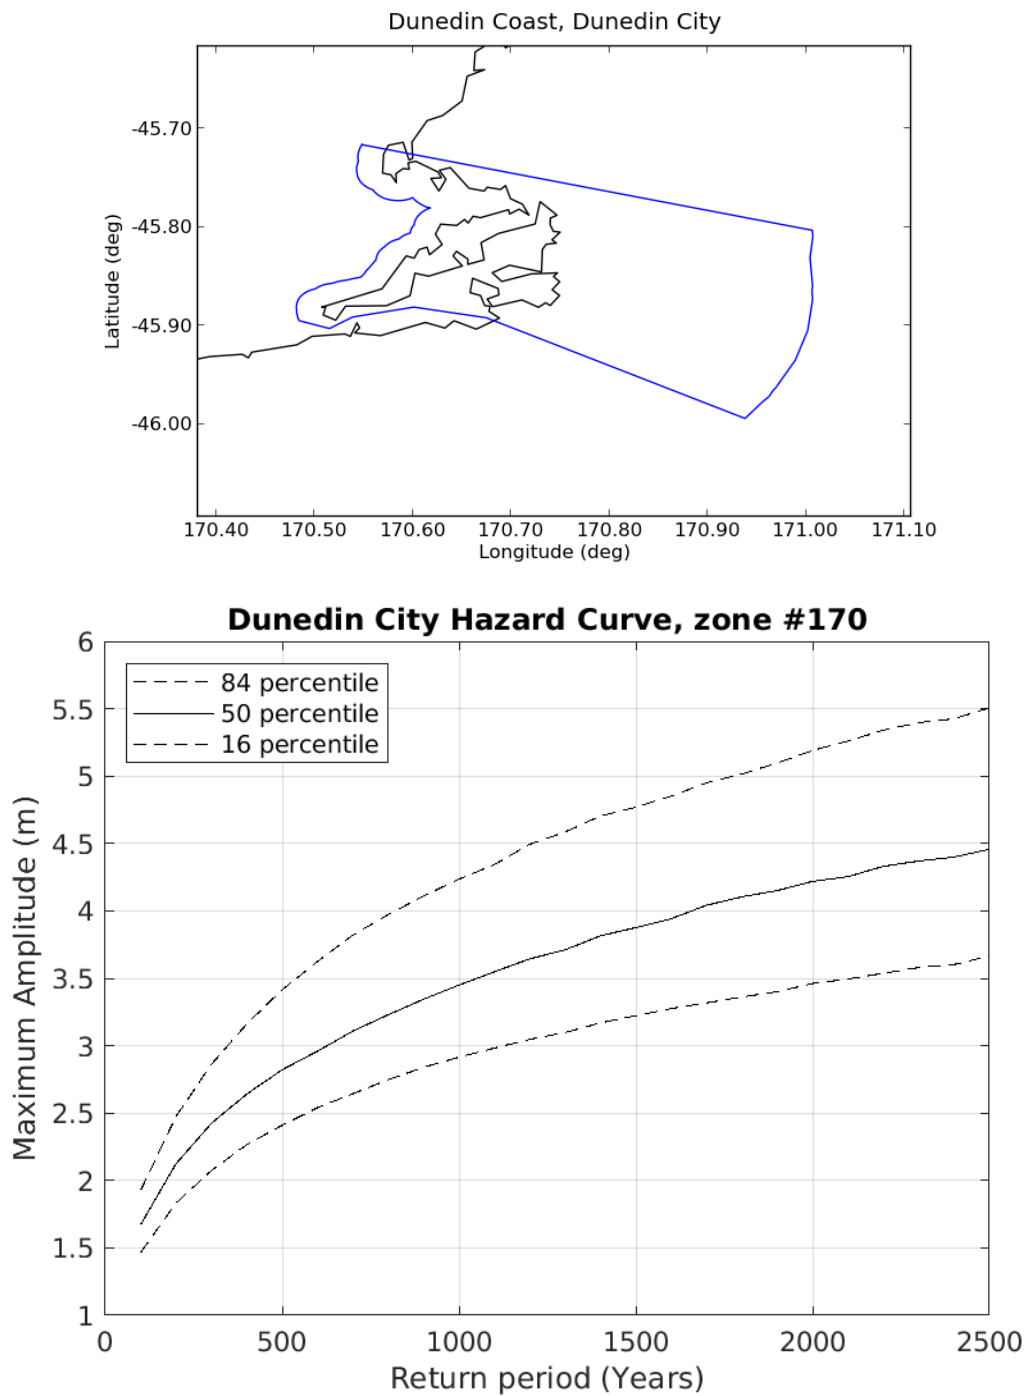 Dunedin Coast, Dunedin City
-45.70
-45.80
-45.90
-46.00
Latitude (deg)
170.40 170.50 170.60 170.70 170.80 170.90 171.00 171.10
Longitude (deg)
Dunedin City Hazard Curve, zone #170
84 percentile
50 percentile
16 percentile
6
5.5
5
4.5
4
3.5
3
2.5
2
1.5
1
Maximum Amplitude (m)
0 500 1000 1500 2000 2500
Return period (Years)